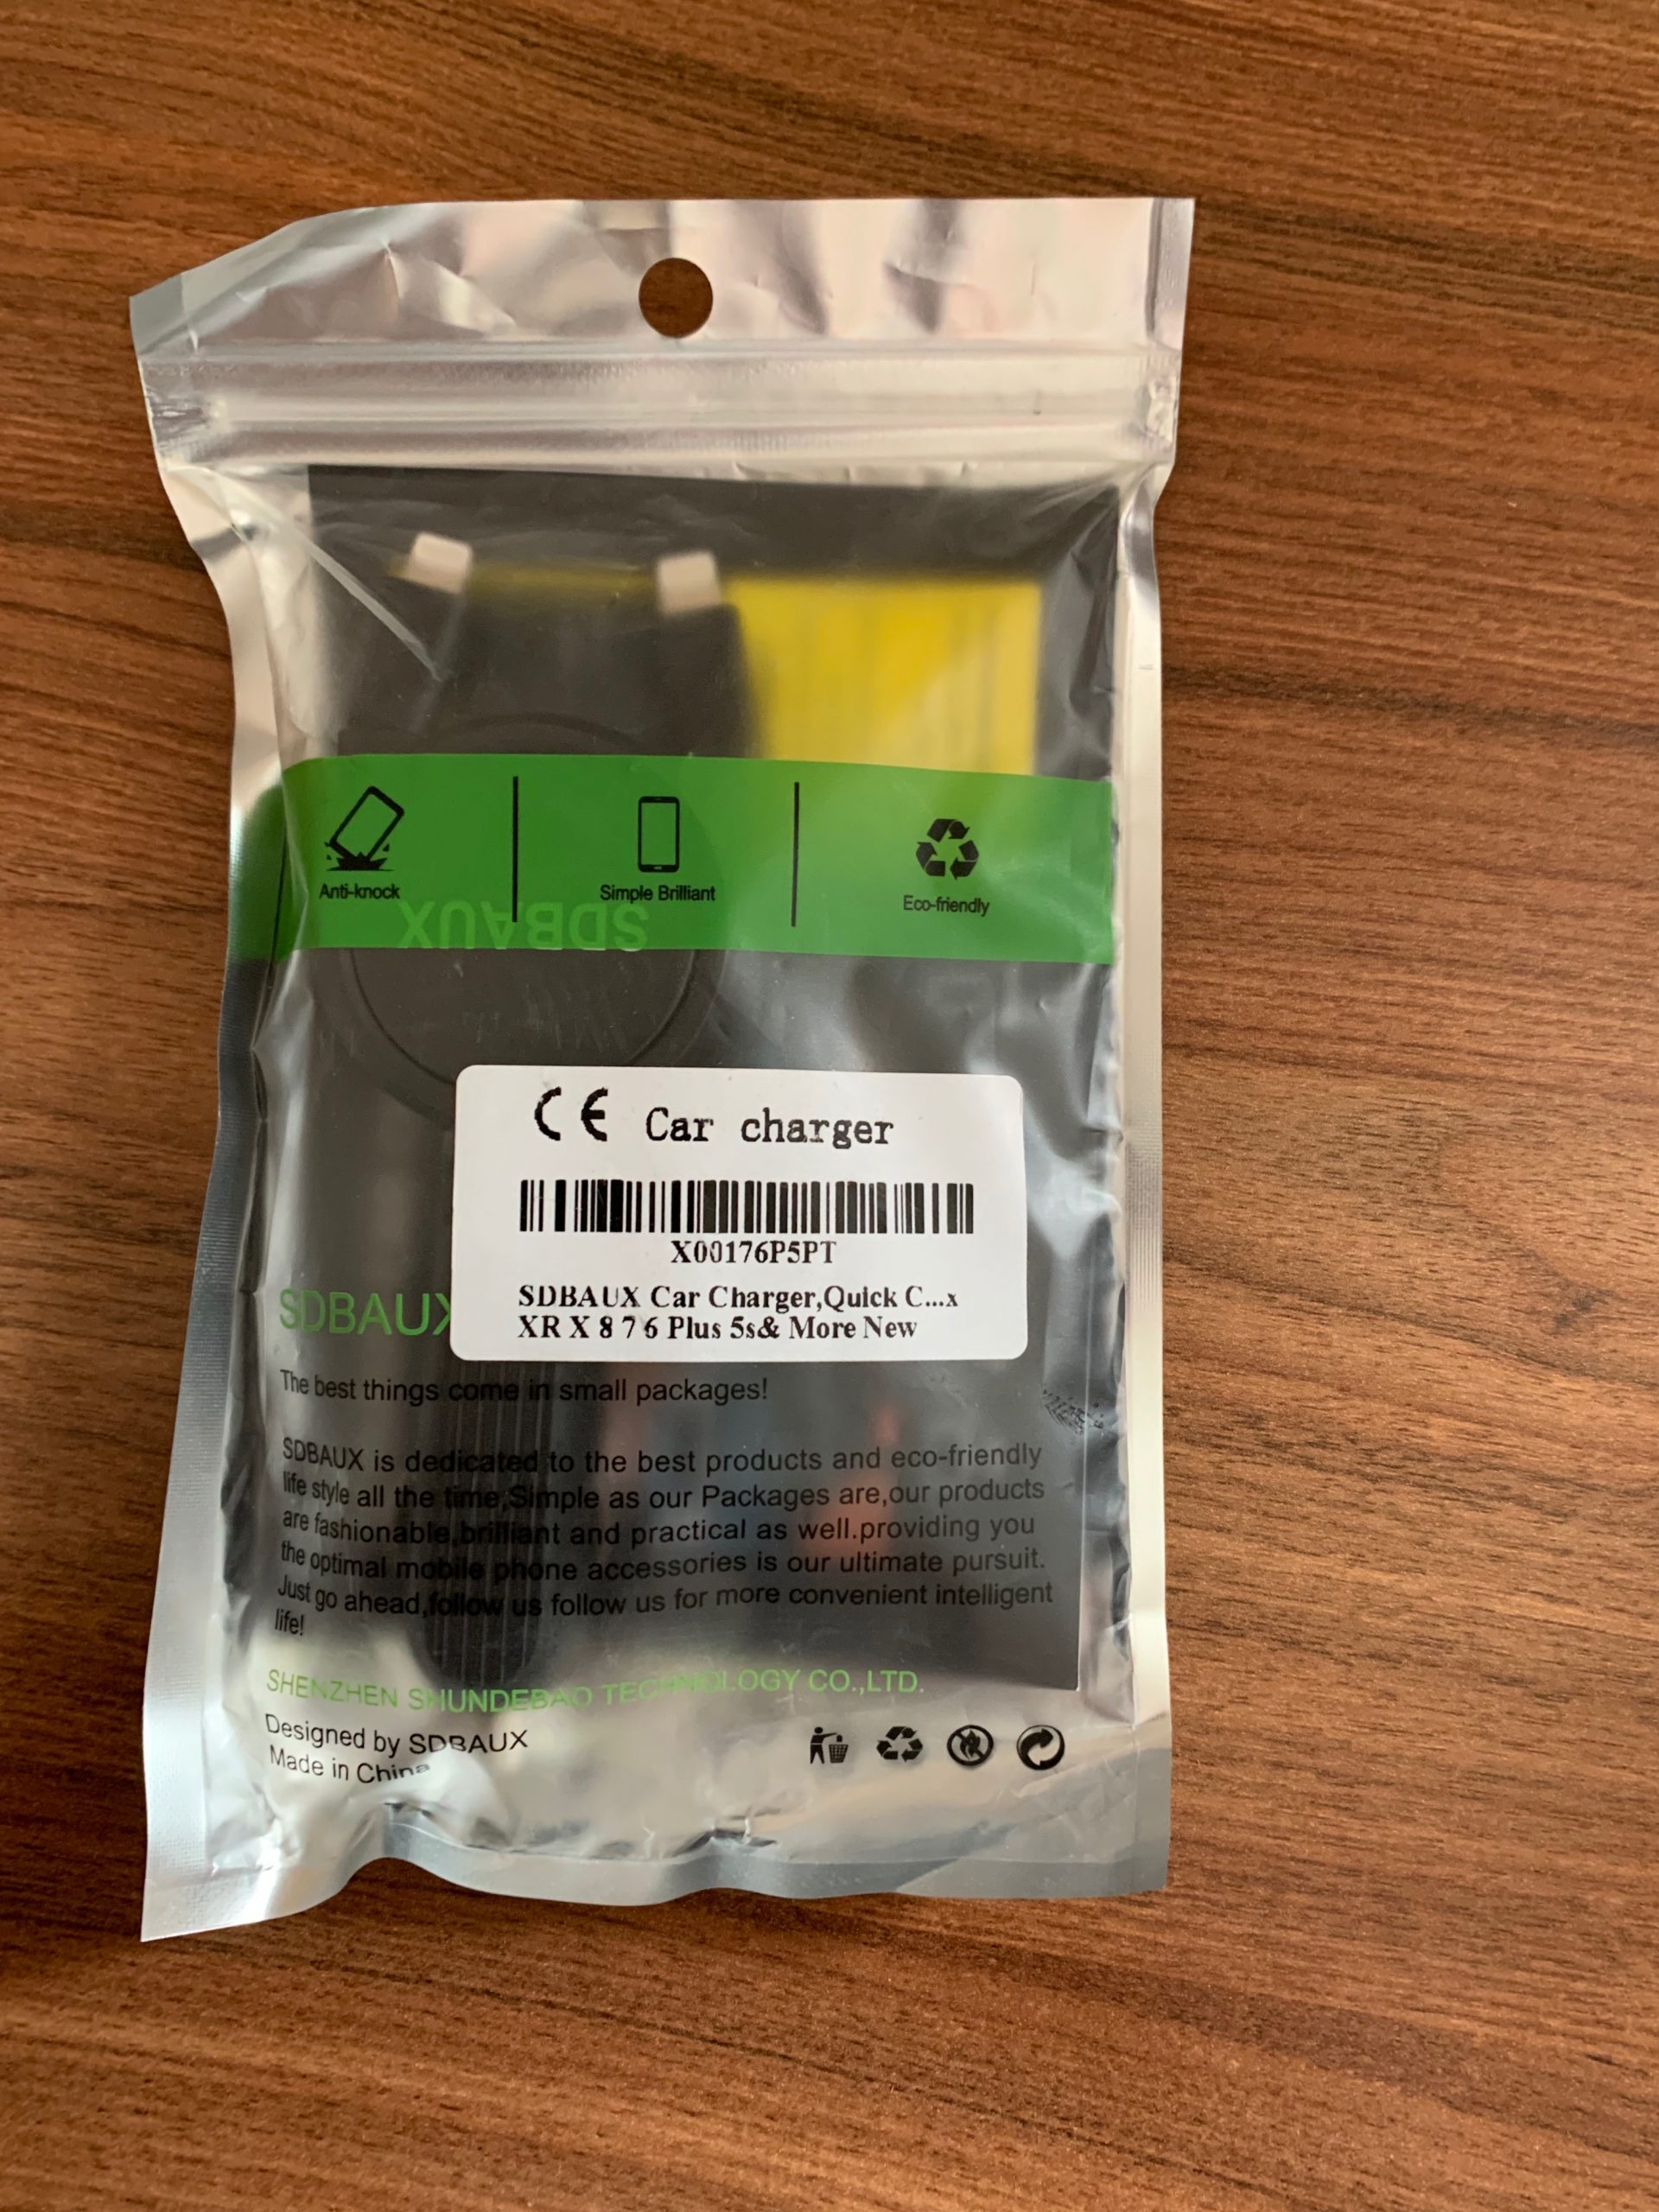 Anti-knock
Simple Brilliant
Eco-friendly
SDBAUX
CE Car charger
X00176P5PT
SDBAUX Car Charger,Quick C...x
XR X 8 7 6 Plus 5s& More New
SDBAUX
The best things come in small packages!
SDBAUX is dedicated to the best products and eco-friendly
life style all the time,Simple as our Packages are,our products
are fashionable,brilliant and practical as well.providing you
the optimal mobile phone accessories is our ultimate pursuit.
Just go ahead,follow us follow us for more convenient intelligent
life!
SHENZHEN SHUNDEBAO TECHNOLOGY CO.,LTD.
Designed by SDBAUX
Made in China